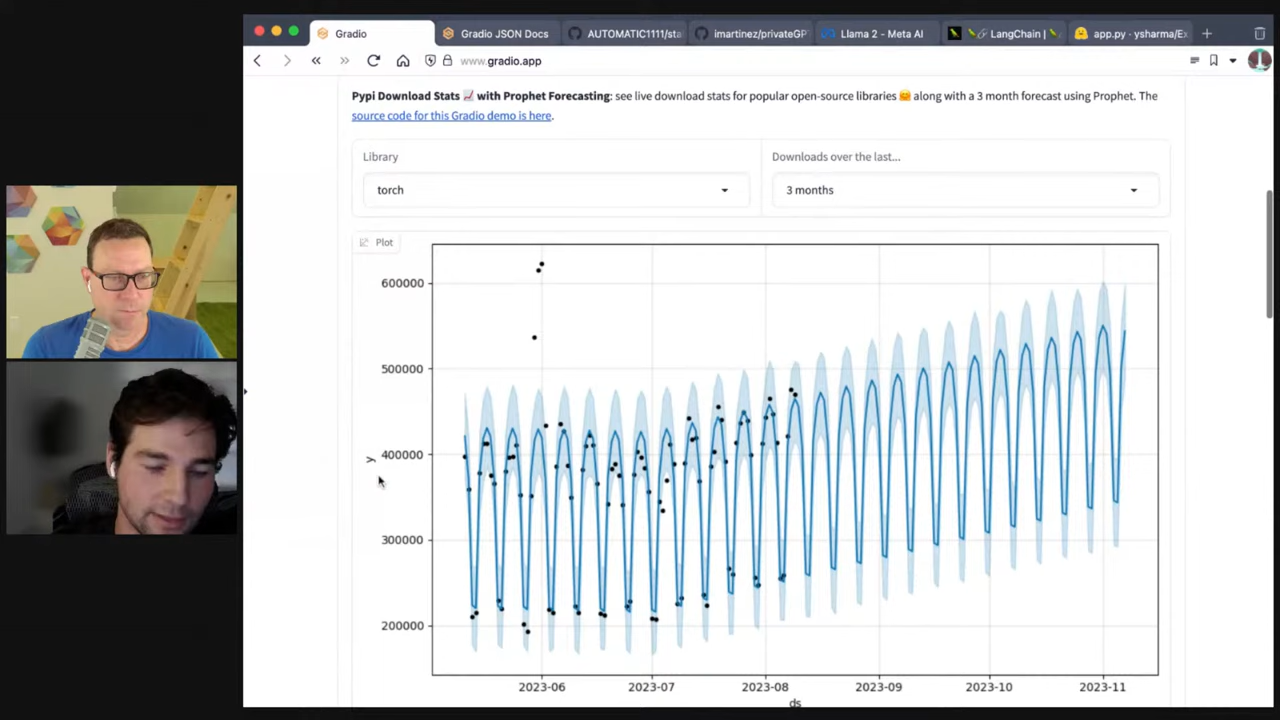 Gradio
Gradio JSON Docs
AUTOMATIC1111/sta
imartinez/privateGP
Llama 2 - Meta AI
LangChain |
app.py - ysharma/Ex
www.gradio.app
Pypi Download Stats 📈 with Prophet Forecasting: see live download stats for popular open-source libraries 🤗 along with a 3 month forecast using Prophet. The
source code for this Gradio demo is here.
Library
Downloads over the last...
torch
3 months
Plot
600000
500000
400000
300000
200000
y
2023-06
2023-07
2023-08
2023-09
2023-10
2023-11
ds